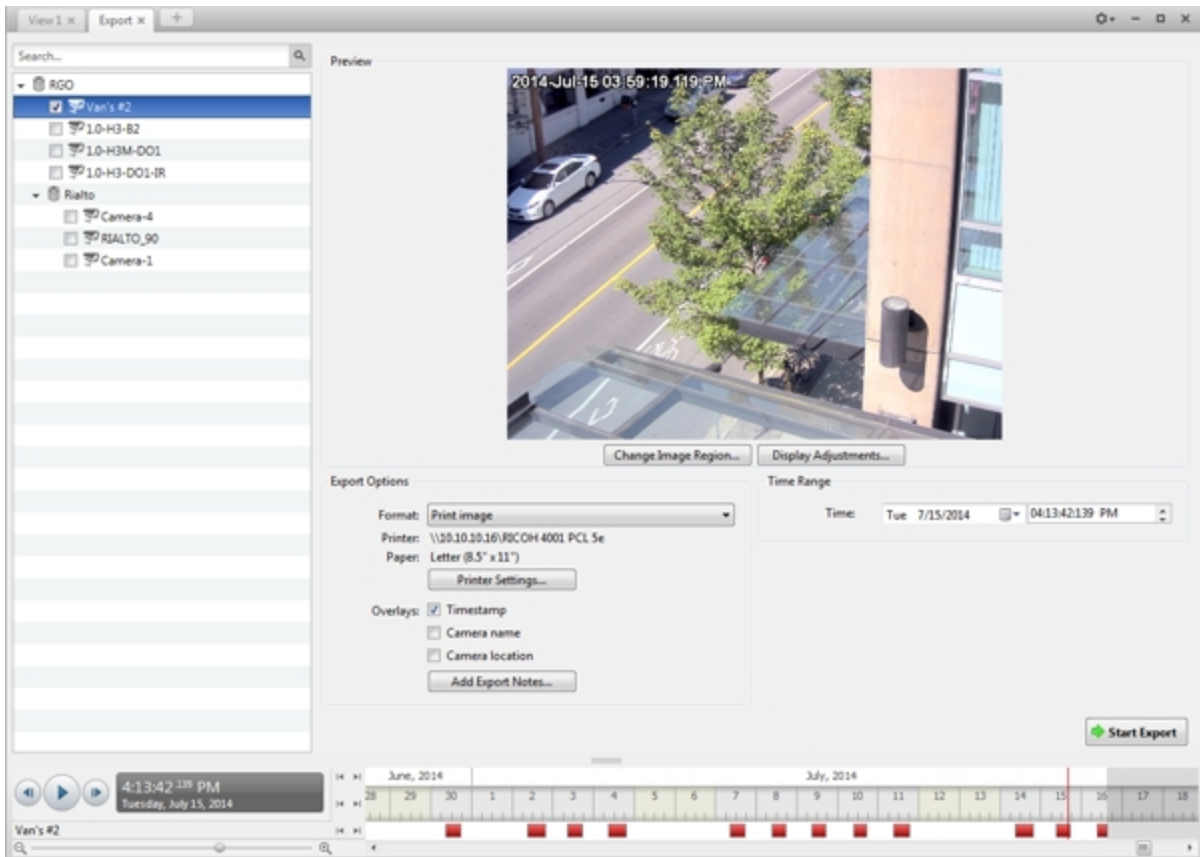 View 1 × Export × +
Search...
RGO
Van's #2
1.0-H3-B2
1.0-H3M-DO1
1.0-H3-DO1-IR
Rialto
Camera-4
RIALTO_90
Camera-1
Preview
2014-Jul-15 03:59:19.119 PM
Change Image Region...
Display Adjustments...
Export Options
Format: Print image
Printer: \\10.10.10.16\RICOH 4001 PCL 5e
Paper: Letter (8.5" x 11")
Printer Settings...
Overlays: Timestamp
Camera name
Camera location
Add Export Notes...
Time Range
Time: Tue 7/15/2014 04:13:42:139 PM
Start Export
4:13:42.139 PM
Tuesday, July 15, 2014
June, 2014 July, 2014
28 29 30 1 2 3 4 5 6 7 8 9 10 11 12 13 14 15 16 17 18
Van's #2